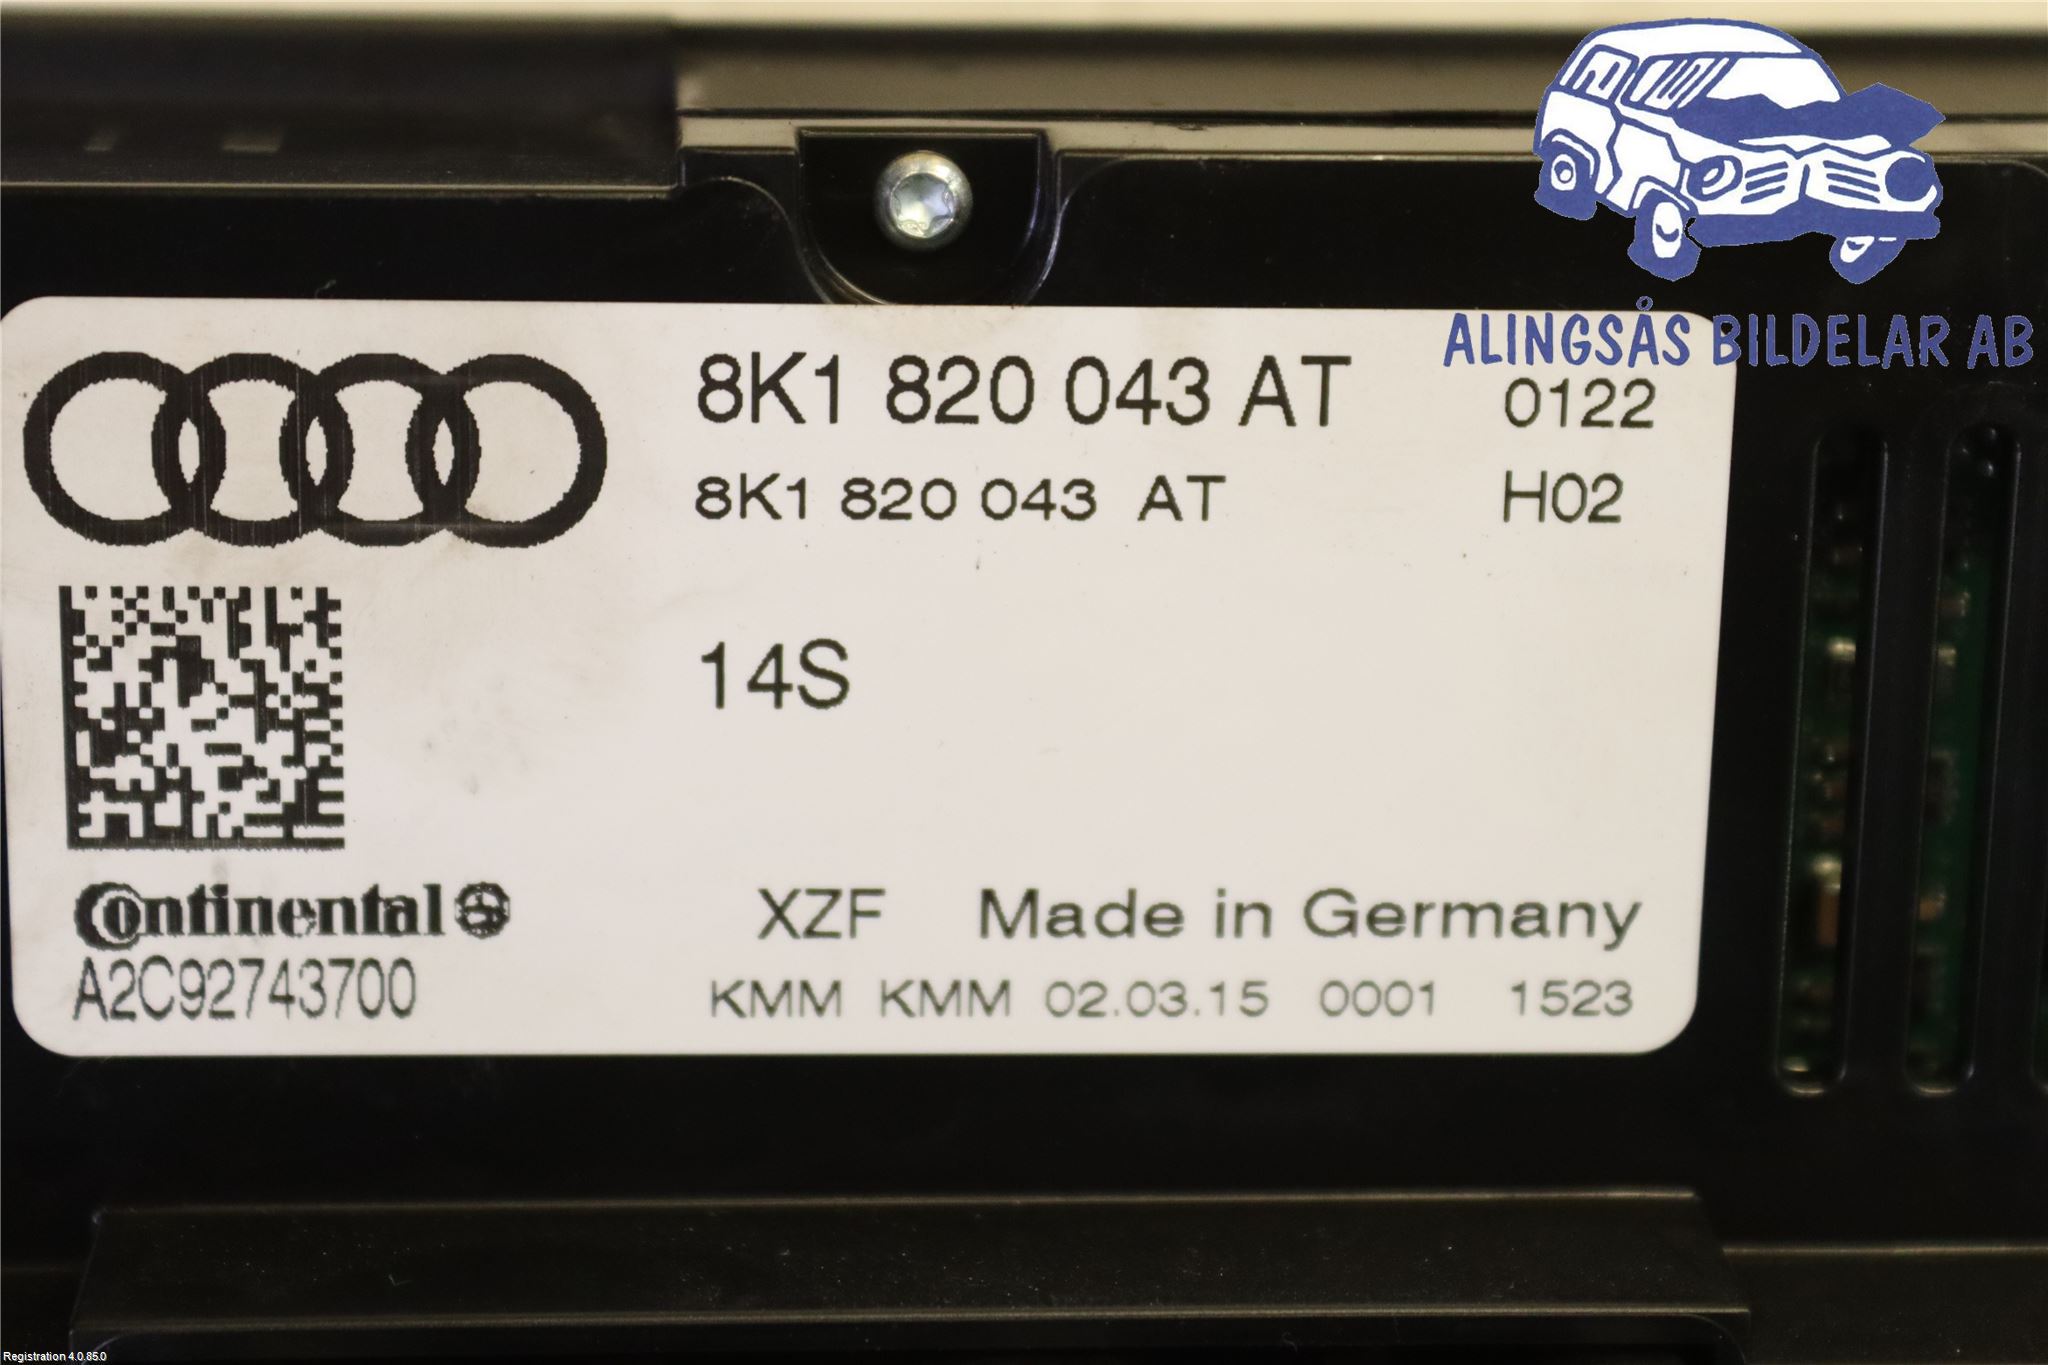 ALINGSÅS BILDELAR AB
8K1 820 043 AT 0122
8K1 820 043 AT H02
14S
Continental
A2C92743700
XZF Made in Germany
KMM KMM 02.03.15 0001 1523
Registration 4.0.85.0